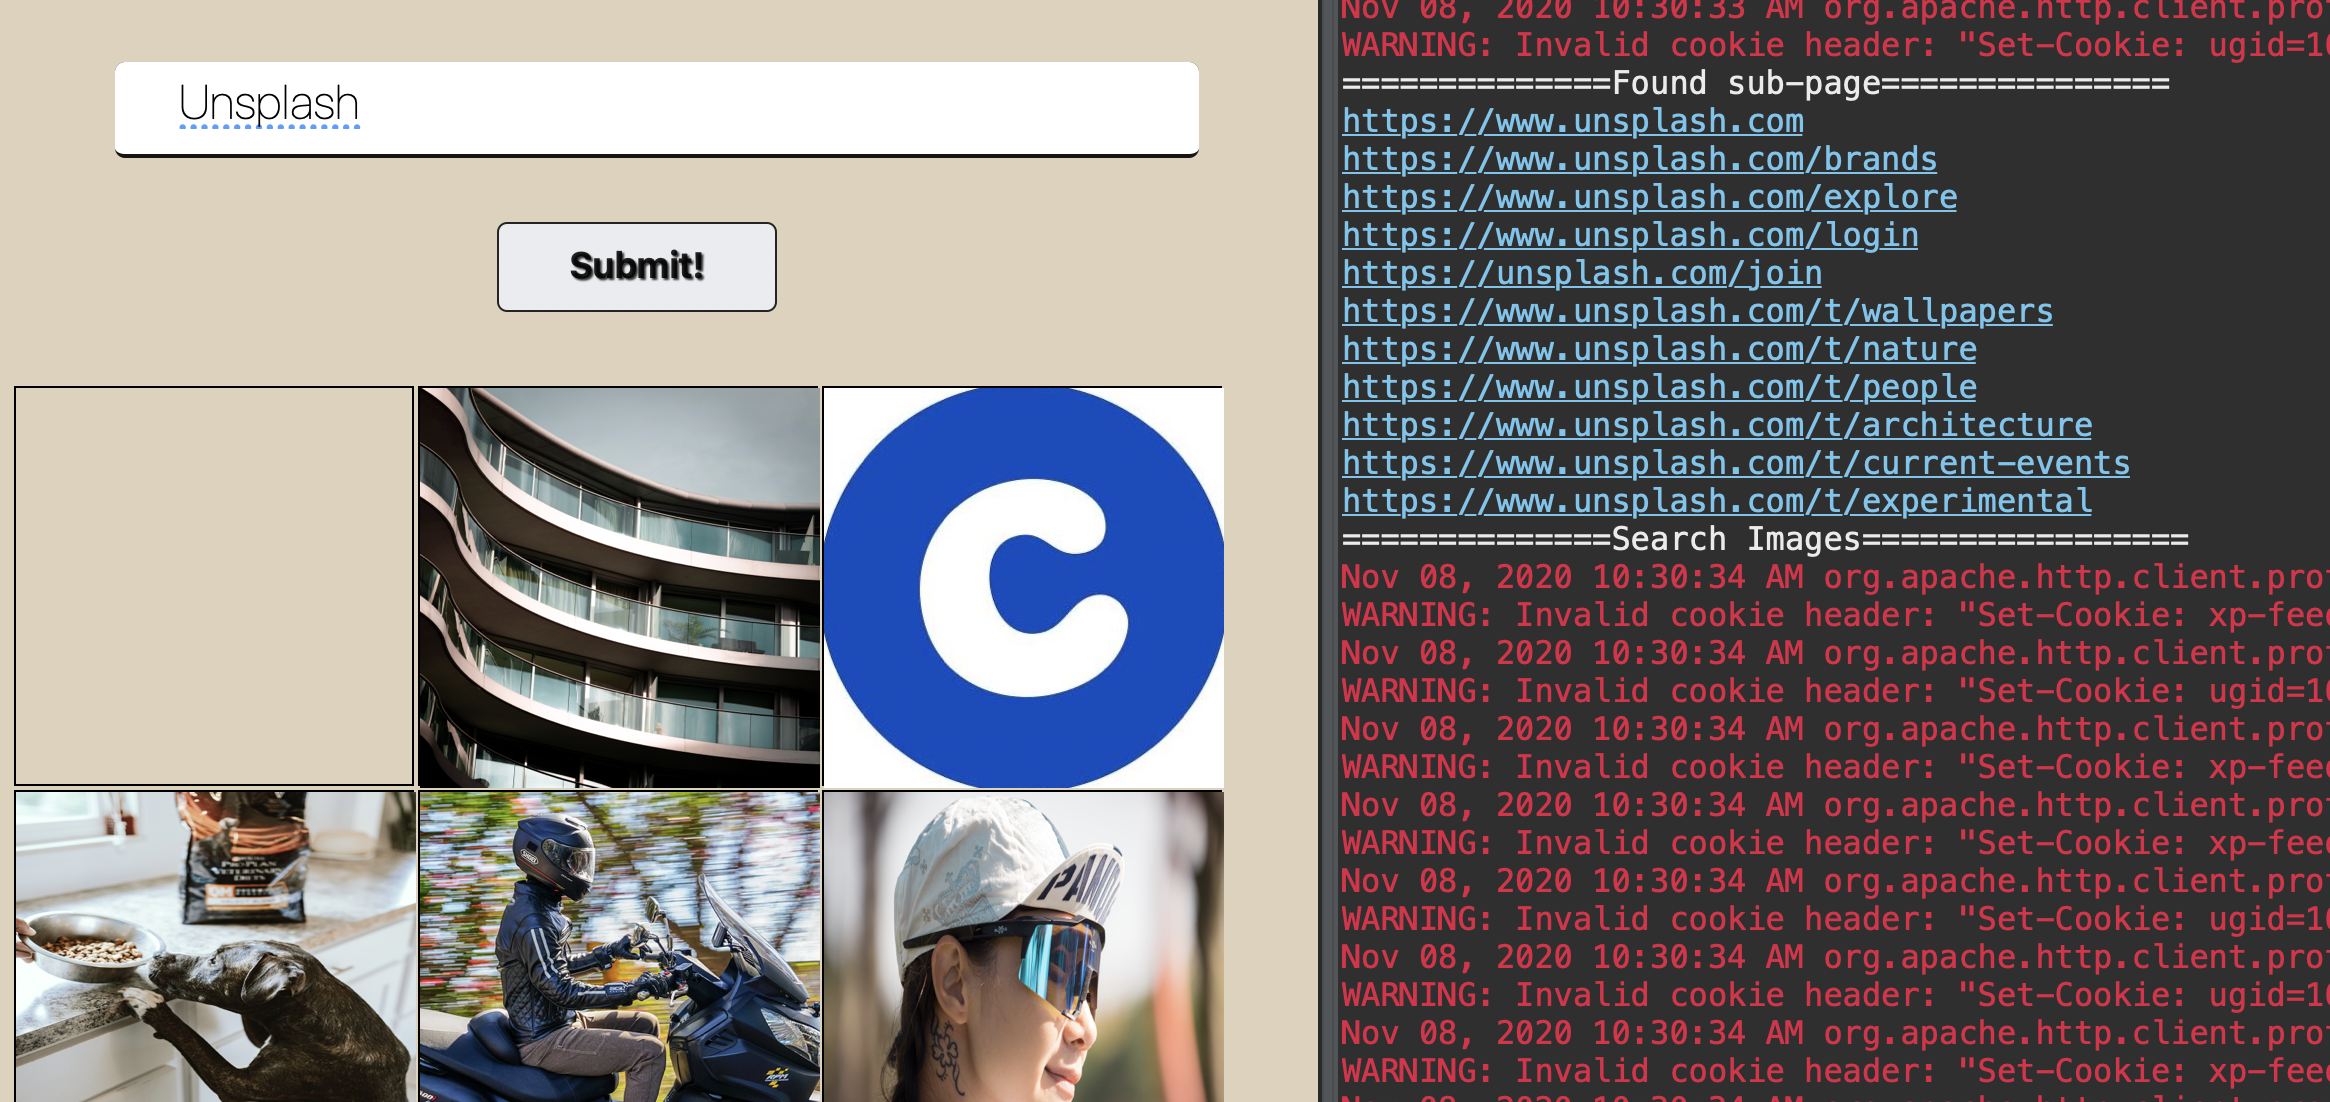 Unsplash
Submit!
C
PRO PLAN
VETERINARY
DIETS
OM
SHOEI
RPM
Nov 08, 2020 10:30:33 AM org.apache.http.client.pro
WARNING: Invalid cookie header: "Set-Cookie: ugid=1
==============Found sub-page===============
https://www.unsplash.com
https://www.unsplash.com/brands
https://www.unsplash.com/explore
https://www.unsplash.com/login
https://unsplash.com/join
https://www.unsplash.com/t/wallpapers
https://www.unsplash.com/t/nature
https://www.unsplash.com/t/people
https://www.unsplash.com/t/architecture
https://www.unsplash.com/t/current-events
https://www.unsplash.com/t/experimental
==============Search Images=================
Nov 08, 2020 10:30:34 AM org.apache.http.client.pro
WARNING: Invalid cookie header: "Set-Cookie: xp-fee
Nov 08, 2020 10:30:34 AM org.apache.http.client.pro
WARNING: Invalid cookie header: "Set-Cookie: ugid=1
Nov 08, 2020 10:30:34 AM org.apache.http.client.pro
WARNING: Invalid cookie header: "Set-Cookie: xp-fee
Nov 08, 2020 10:30:34 AM org.apache.http.client.pro
WARNING: Invalid cookie header: "Set-Cookie: xp-fee
Nov 08, 2020 10:30:34 AM org.apache.http.client.pro
WARNING: Invalid cookie header: "Set-Cookie: ugid=1
Nov 08, 2020 10:30:34 AM org.apache.http.client.pro
WARNING: Invalid cookie header: "Set-Cookie: ugid=1
Nov 08, 2020 10:30:34 AM org.apache.http.client.pro
WARNING: Invalid cookie header: "Set-Cookie: xp-fee